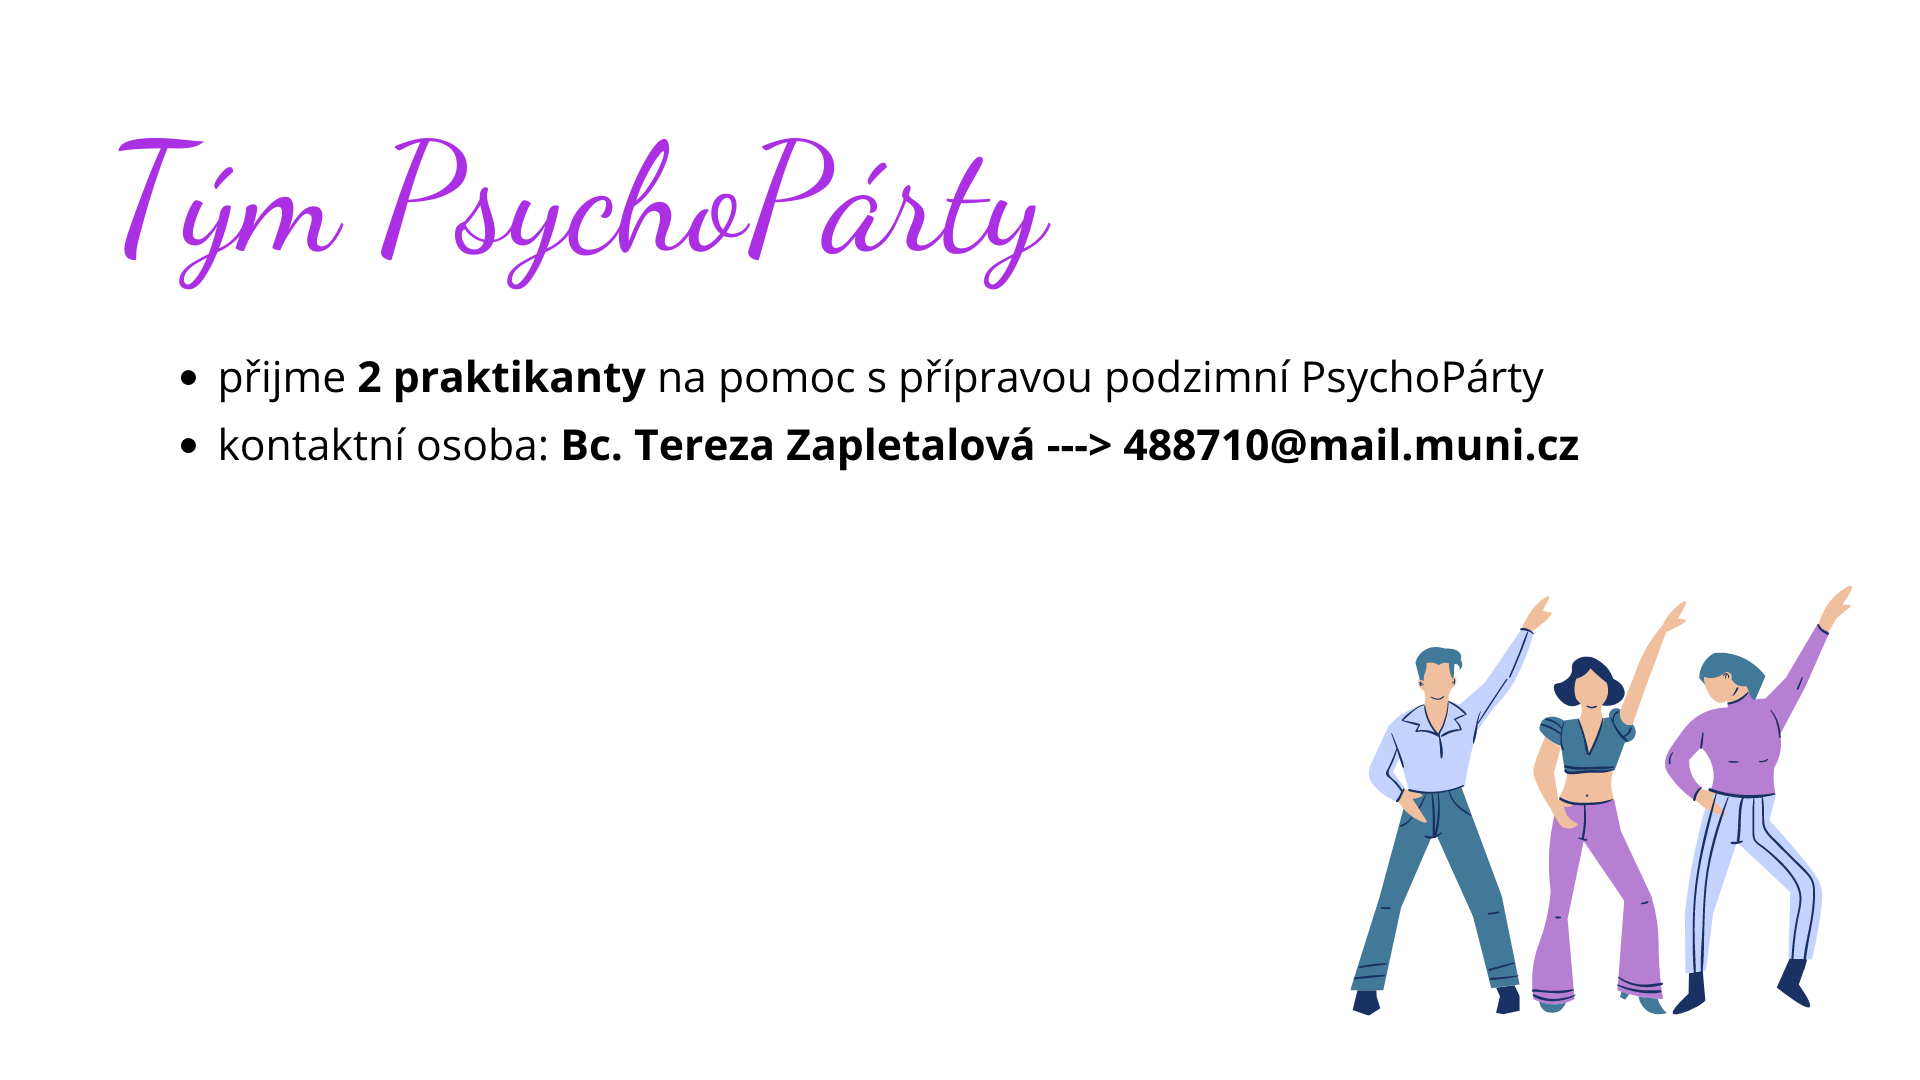 Tým PsychoPárty
• přijme 2 praktikanty na pomoc s přípravou podzimní PsychoPárty
• kontaktní osoba: Bc. Tereza Zapletalová ---> 488710@mail.muni.cz